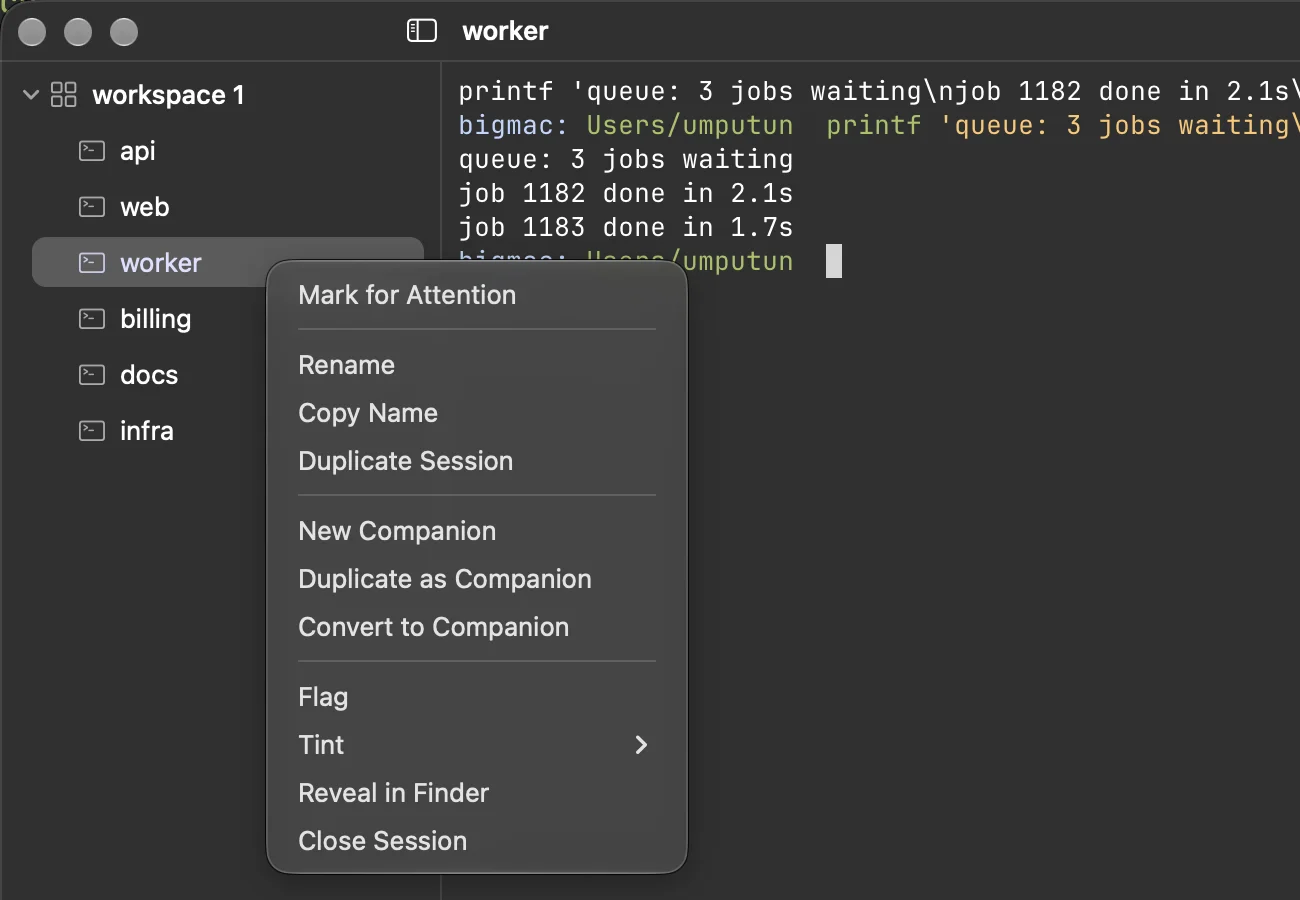 worker
workspace 1
api
web
worker
billing
docs
infra
printf 'queue: 3 jobs waiting\njob 1182 done in 2.1s\
bigmac: Users/umputun printf 'queue: 3 jobs waiting\
queue: 3 jobs waiting
job 1182 done in 2.1s
job 1183 done in 1.7s
bigmac: Users/umputun
Mark for Attention
Rename
Copy Name
Duplicate Session
New Companion
Duplicate as Companion
Convert to Companion
Flag
Tint
Reveal in Finder
Close Session